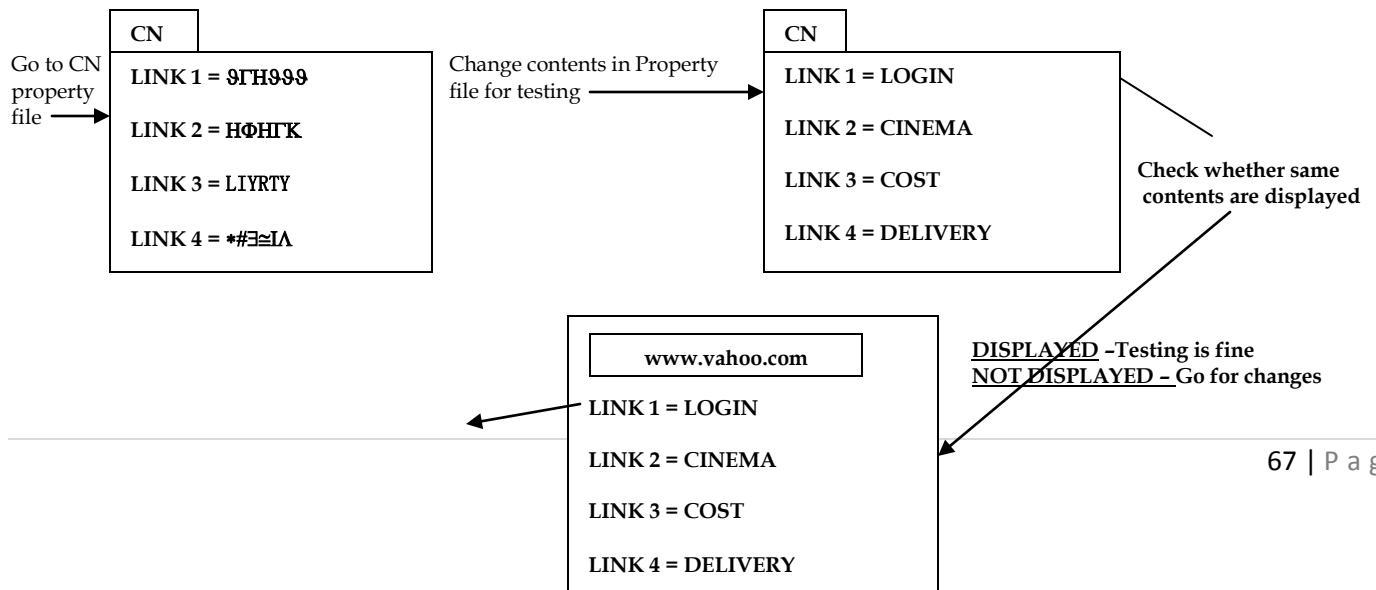 CN
Go to CN
property
file
LINK 1 = ϑΓΗϑϑϑ
LINK 2 = ΗΦΗΓΚ
LINK 3 = LIYRTY
LINK 4 = *#∃≅ΙΛ
Change contents in Property
file for testing
CN
LINK 1 = LOGIN
LINK 2 = CINEMA
LINK 3 = COST
LINK 4 = DELIVERY
Check whether same
contents are displayed
DISPLAYED –Testing is fine
NOT DISPLAYED – Go for changes
www.vahoo.com
LINK 1 = LOGIN
LINK 2 = CINEMA
LINK 3 = COST
LINK 4 = DELIVERY
67 | P a g